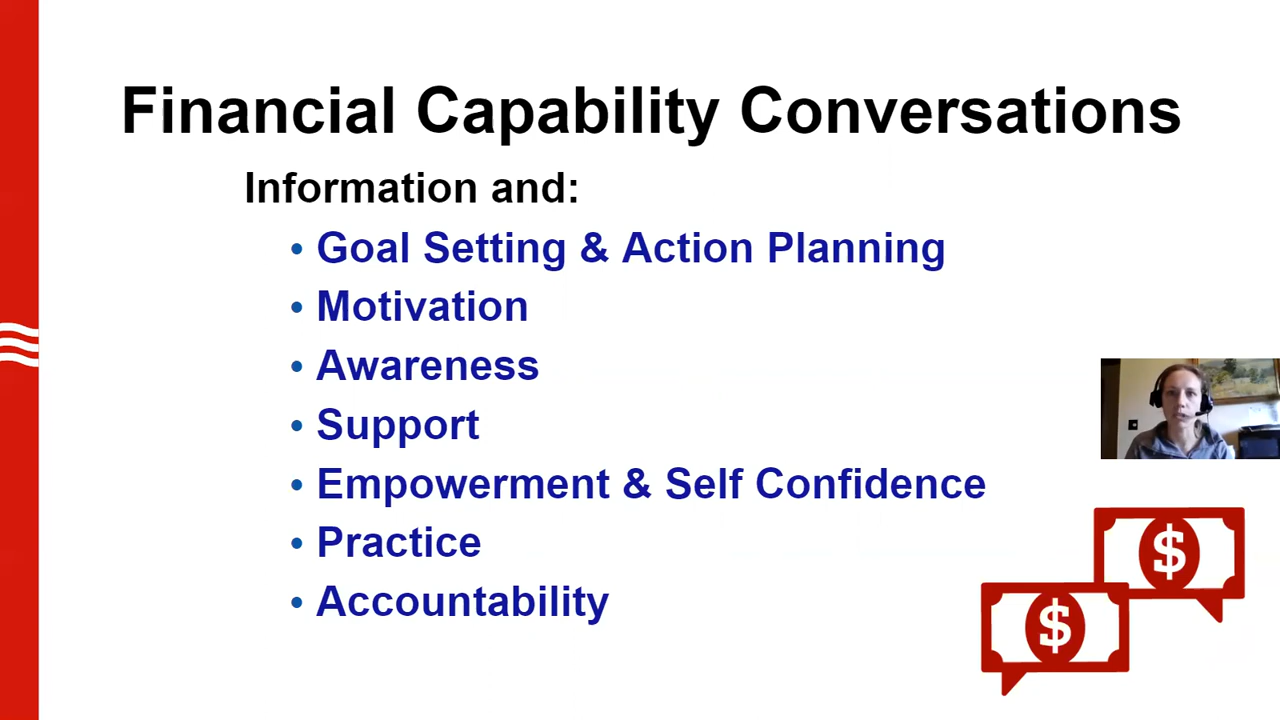 Financial Capability Conversations
Information and:
• Goal Setting & Action Planning
• Motivation
• Awareness
• Support
• Empowerment & Self Confidence
• Practice
• Accountability
$
$